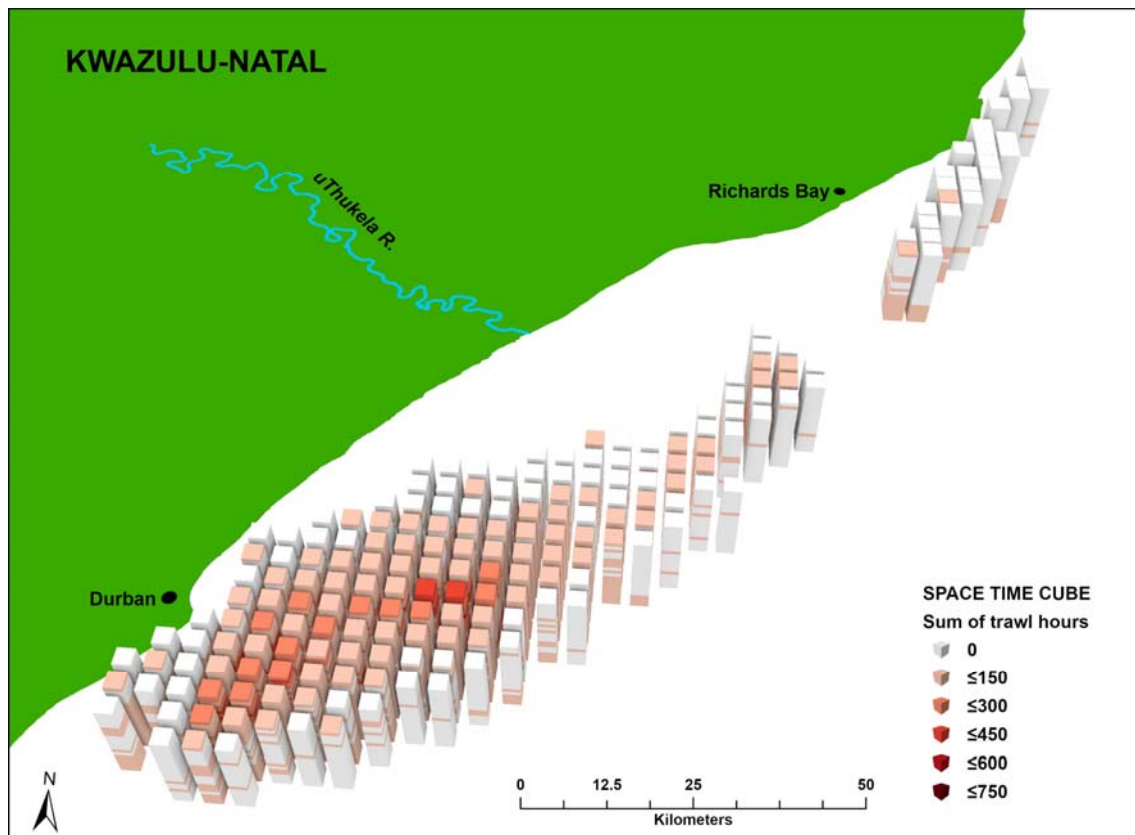 KWAZULU-NATAL
uThukela R.
Richards Bay
Durban
SPACE TIME CUBE
Sum of trawl hours
0
≤150
≤300
≤450
≤600
≤750
N
0 12.5 25 50
Kilometers